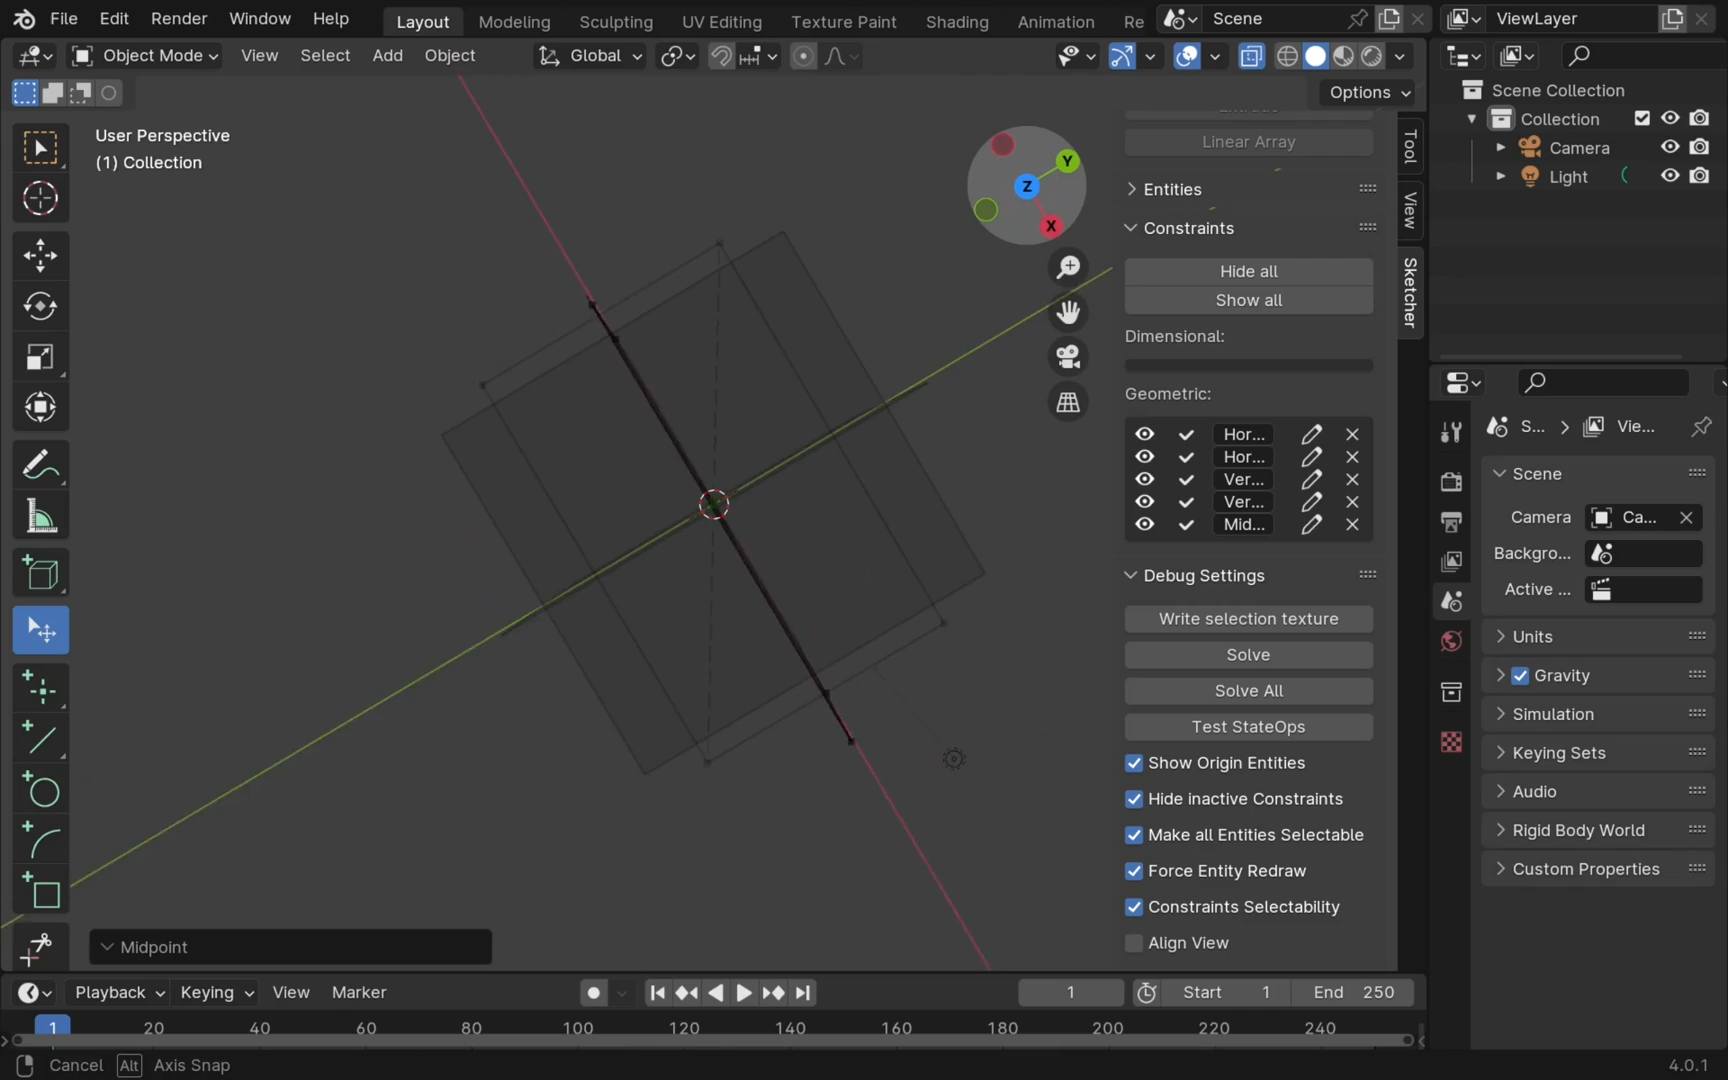 File Edit Render Window Help Layout Modeling Sculpting UV Editing Texture Paint Shading Animation Re Scene ViewLayer
Object Mode View Select Add Object Global
Options
User Perspective
(1) Collection
Y
Z
X
Linear Array
Entities
Constraints
Hide all
Show all
Dimensional:
Geometric:
Hor...
Hor...
Ver...
Ver...
Mid...
Debug Settings
Write selection texture
Solve
Solve All
Test StateOps
Show Origin Entities
Hide inactive Constraints
Make all Entities Selectable
Force Entity Redraw
Constraints Selectability
Align View
Tool
View
Sketcher
Scene Collection
Collection
Camera
Light
S... Vie...
Scene
Camera Ca...
Backgro...
Active ...
Units
Gravity
Simulation
Keying Sets
Audio
Rigid Body World
Custom Properties
Midpoint
Playback Keying View Marker 1 Start 1 End 250
1 20 40 60 80 100 120 140 160 180 200 220 240
Cancel Alt Axis Snap 4.0.1